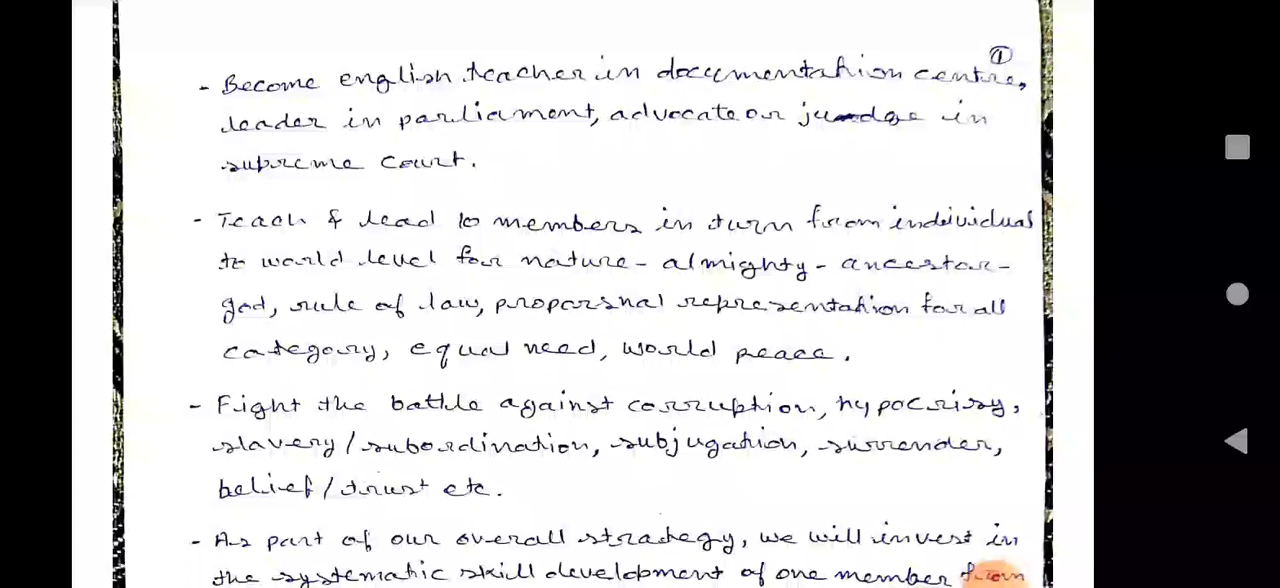 ①
- Become english teacher in documentation centre,
leader in parliament, advocate or judge in
supreme court.
- Teach & lead 10 members in turn from individual
to world level for nature - almighty - ancestor -
god, rule of law, proporsnal representation for all
category, equal need, world peace.
- Fight the battle against corruption, hypocrisy,
slavery / subordination, subjugation, surrender,
belief / trust etc.
- As part of our overall strategy, we will invest in
the systematic skill development of one member from